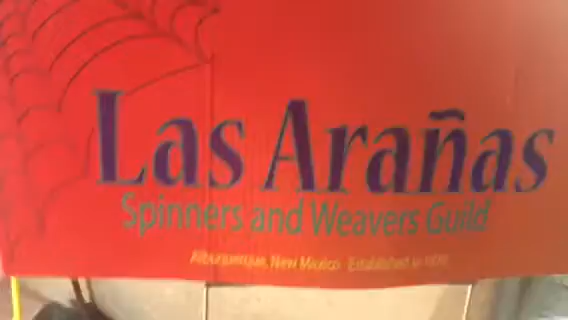 Las Arañas
Spinners and Weavers Guild
Albuquerque, New Mexico Established in